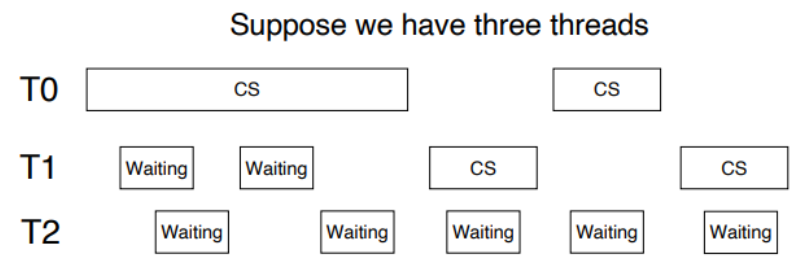 Suppose we have three threads
T0 CS CS
T1 Waiting Waiting CS CS
T2 Waiting Waiting Waiting Waiting Waiting